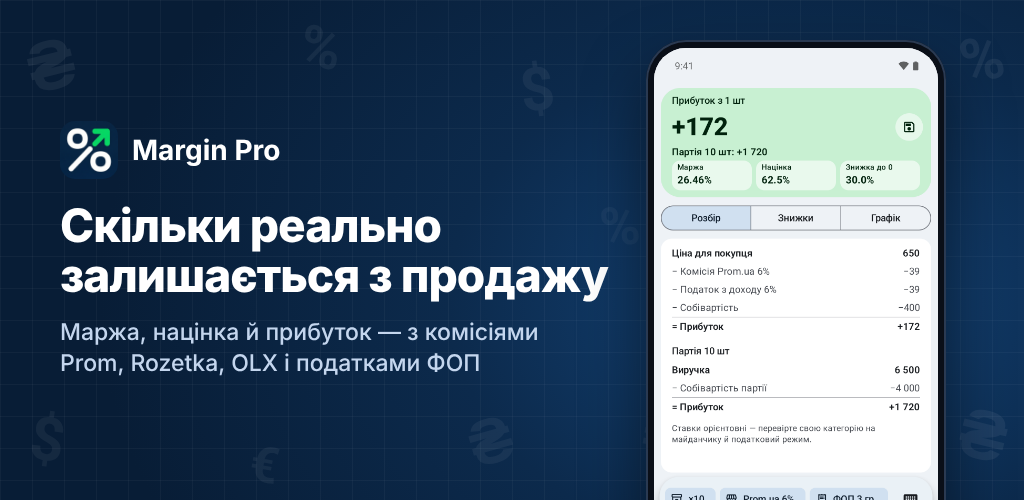 Margin Pro
Скільки реально
залишається з продажу
Маржа, націнка й прибуток — з комісіями
Prom, Rozetka, OLX і податками ФОП
9:41
Прибуток з 1 шт
+172
Партія 10 шт: +1 720
Маржа Націнка Знижка до 0
26.46% 62.5% 30.0%
Розбір Знижки Графік
Ціна для покупця 650
− Комісія Prom.ua 6% −39
− Податок з доходу 6% −39
− Собівартість −400
= Прибуток +172
Партія 10 шт
Виручка 6 500
− Собівартість партії −4 000
= Прибуток +1 720
Ставки орієнтовні — перевірте свою категорію на
майданчику й податковий режим.
×10 Prom.ua 6% ФОП 3 гр